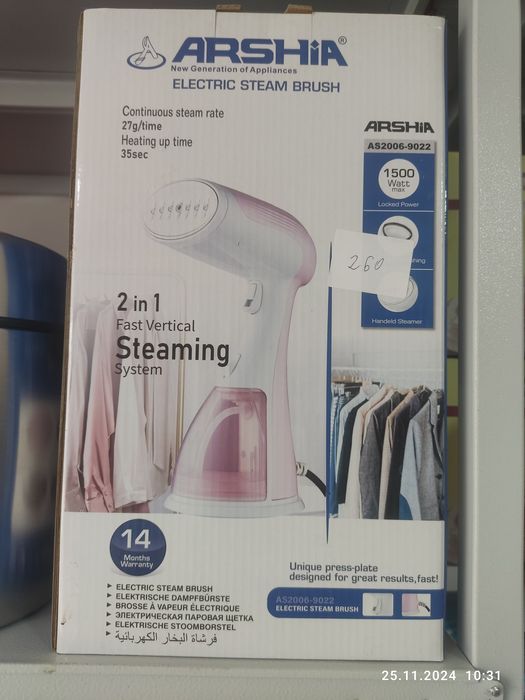 ARSHIA®
New Generation of Appliances
ELECTRIC STEAM BRUSH
Continuous steam rate
27g/time
Heating up time
35sec
ARSHIA
AS2006-9022
1500
Watt
max
Locked Power
260
Handeld Steamer
2 in 1
Fast Vertical
Steaming
System
14
Months
Warranty
Unique press-plate
designed for great results,fast!
AS2006-9022
ELECTRIC STEAM BRUSH
ELECTRIC STEAM BRUSH
ELEKTRISCHE DAMPFBÜRSTE
BROSSE À VAPEUR ÉLECTRIQUE
ЭЛЕКТРИЧЕСКАЯ ПАРОВАЯ ЩЕТКА
ELEKTRISCHE STOOMBORSTEL
فرشاة البخار الكهربائية
25.11.2024 10:31